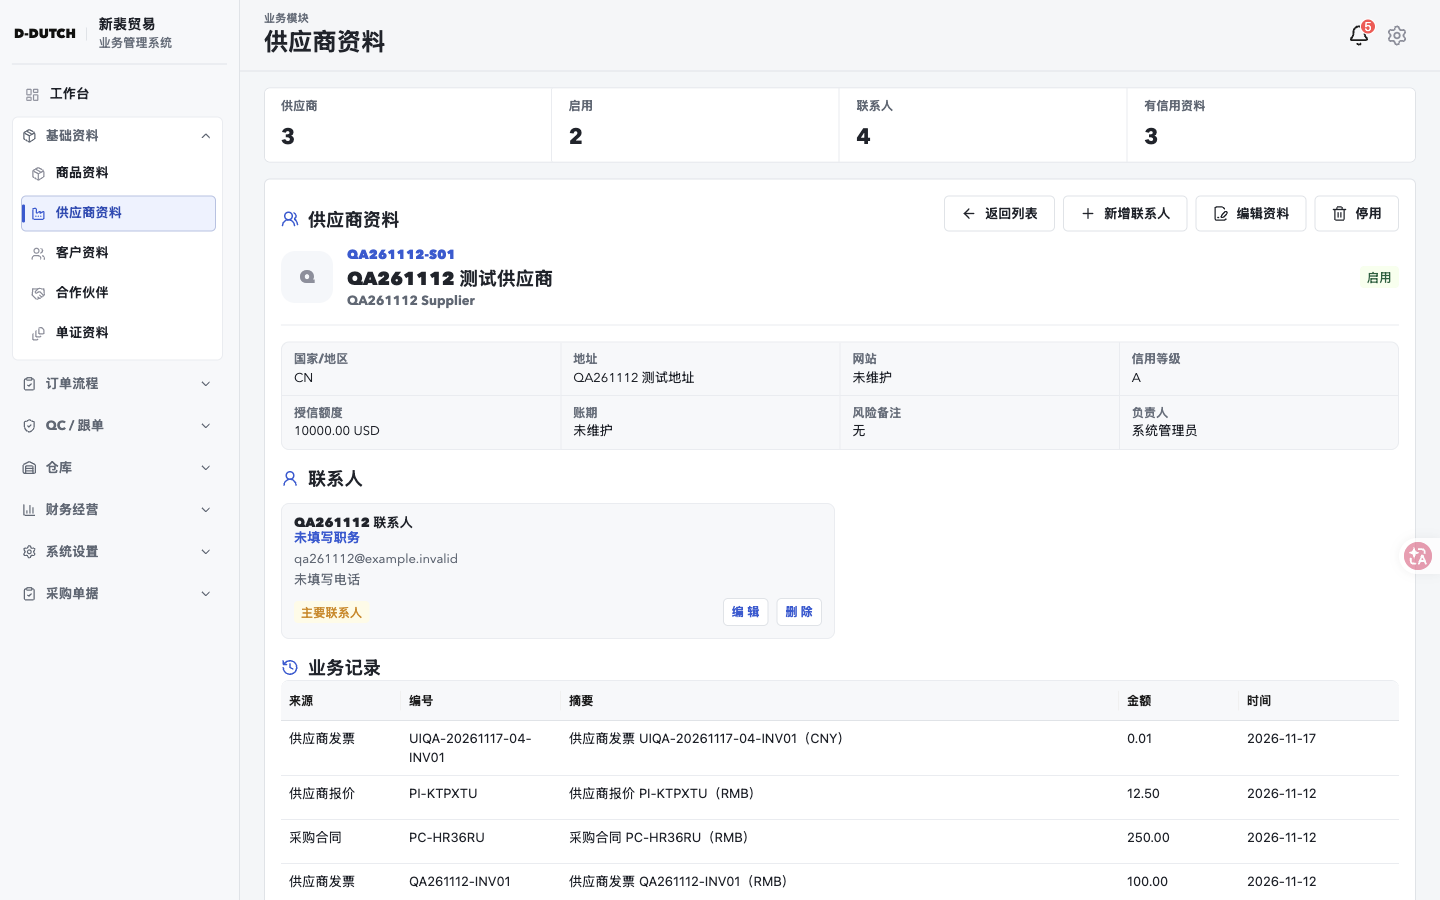 D-DUTCH
新裴贸易
业务管理系统
工作台
基础资料
商品资料
供应商资料
客户资料
合作伙伴
单证资料
订单流程
QC / 跟单
仓库
财务经营
系统设置
采购单据
业务模块
供应商资料
5
供应商
3
启用
2
联系人
4
有信用资料
3
供应商资料
返回列表
新增联系人
编辑资料
停用
Q
QA261112-S01
QA261112 测试供应商
QA261112 Supplier
启用
国家/地区
CN
地址
QA261112 测试地址
网站
未维护
信用等级
A
授信额度
10000.00 USD
账期
未维护
风险备注
无
负责人
系统管理员
联系人
QA261112 联系人
未填写职务
qa261112@example.invalid
未填写电话
主要联系人
编 辑
删 除
业务记录
来源 编号 摘要 金额 时间
供应商发票 UIQA-20261117-04-INV01 供应商发票 UIQA-20261117-04-INV01（CNY） 0.01 2026-11-17
供应商报价 PI-KTPXTU 供应商报价 PI-KTPXTU（RMB） 12.50 2026-11-12
采购合同 PC-HR36RU 采购合同 PC-HR36RU（RMB） 250.00 2026-11-12
供应商发票 QA261112-INV01 供应商发票 QA261112-INV01（RMB） 100.00 2026-11-12